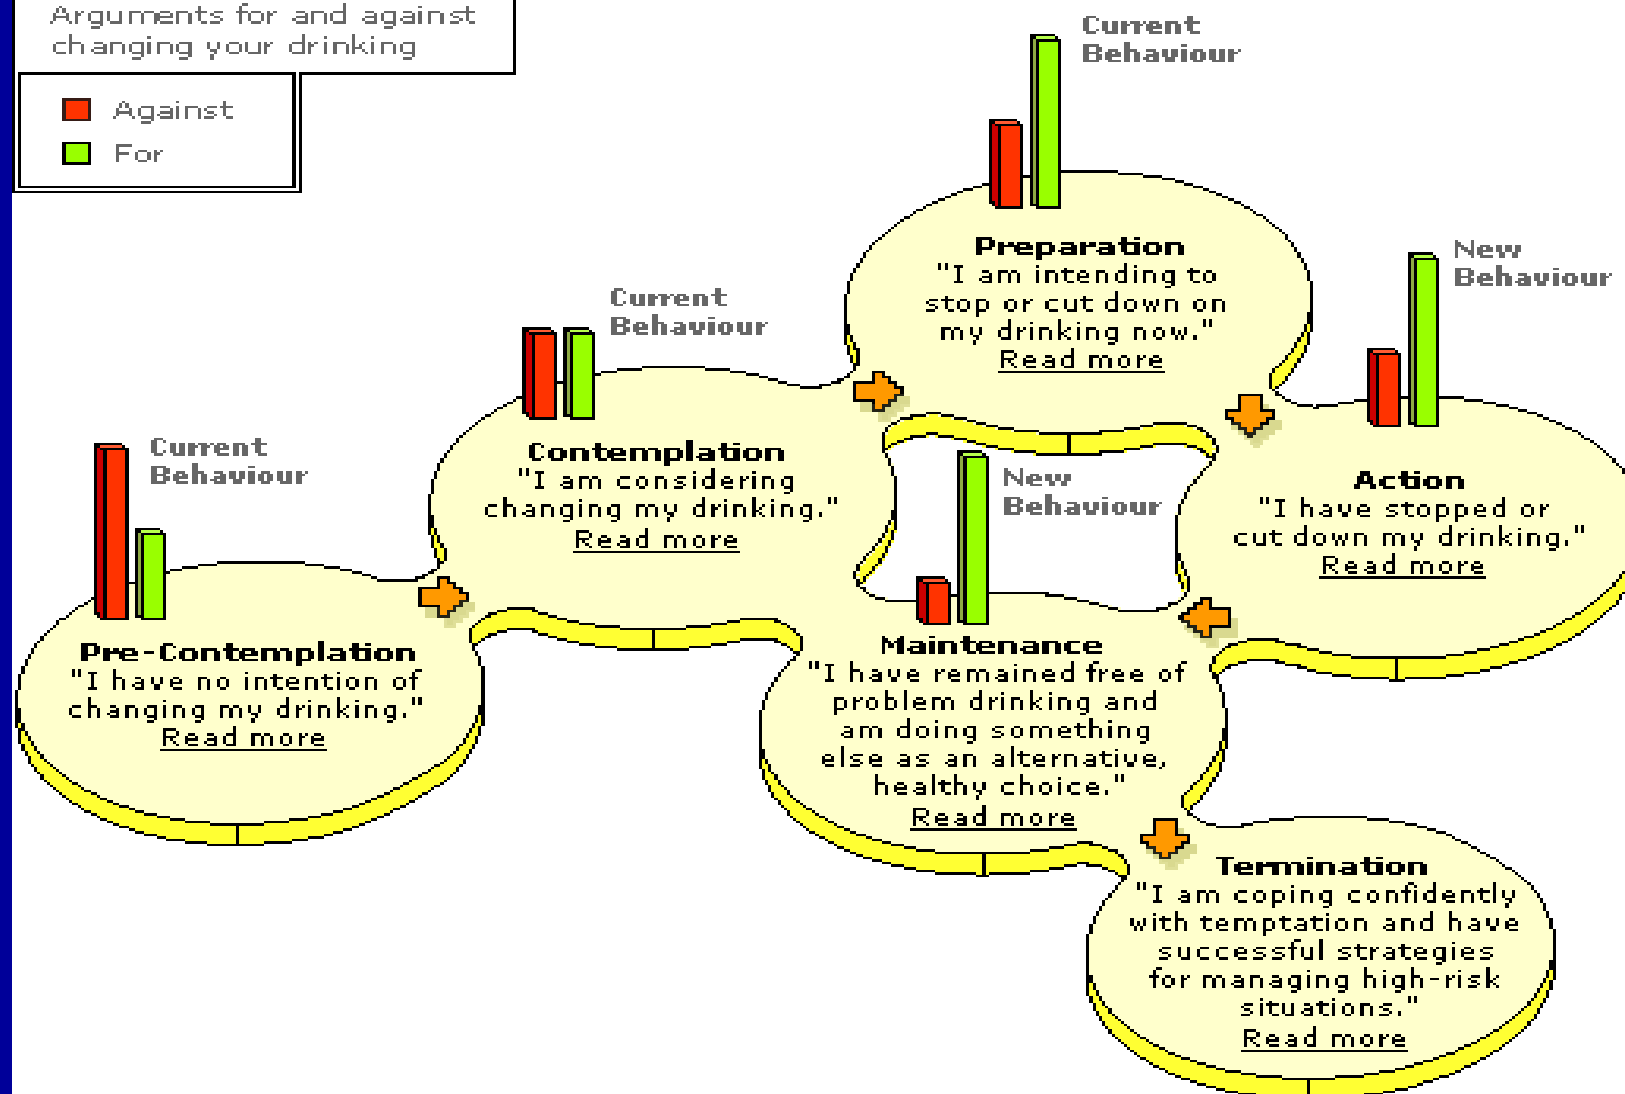 Arguments for and against
changing your drinking
Against
For
Current
Behaviour
Preparation
"I am intending to
stop or cut down on
my drinking now."
Read more
New
Behaviour
Current
Behaviour
Contemplation
"I am considering
changing my drinking."
Read more
Action
"I have stopped or
cut down my drinking."
Read more
Current
Behaviour
Pre-Contemplation
"I have no intention of
changing my drinking."
Read more
New
Behaviour
Maintenance
"I have remained free of
problem drinking and
am doing something
else as an alternative,
healthy choice."
Read more
Termination
"I am coping confidently
with temptation and have
successful strategies
for managing high-risk
situations."
Read more